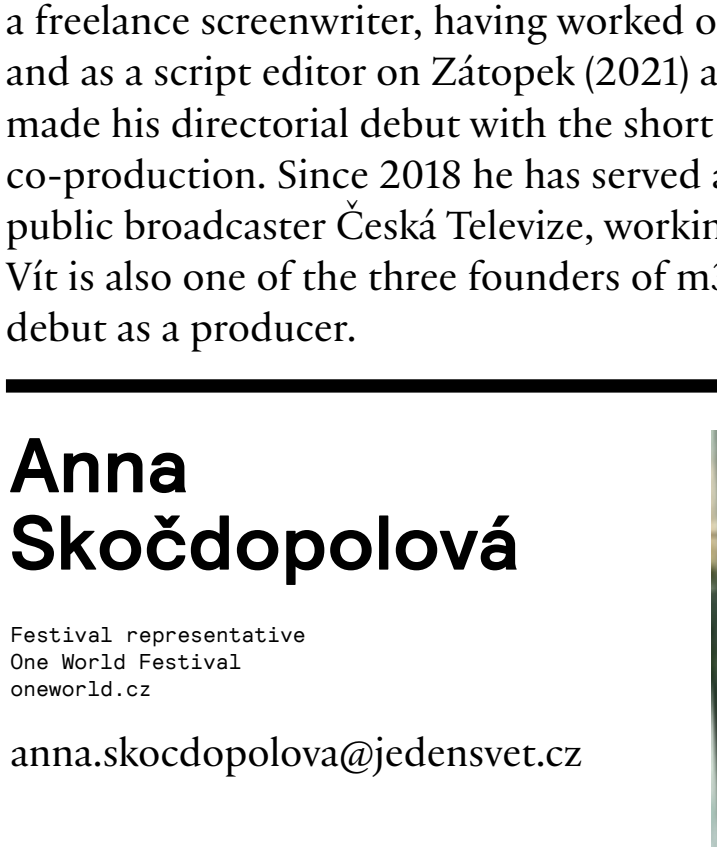 a freelance screenwriter, having worked
and as a script editor on Zátopek (2021)
made his directorial debut with the short
co-production. Since 2018 he has served
public broadcaster Česká Televize,
Vít is also one of the three founders of
debut as a producer.
Anna
Skočdopolová
Festival representative
One World Festival
oneworld.cz
anna.skocdopolova@jedensvet.cz